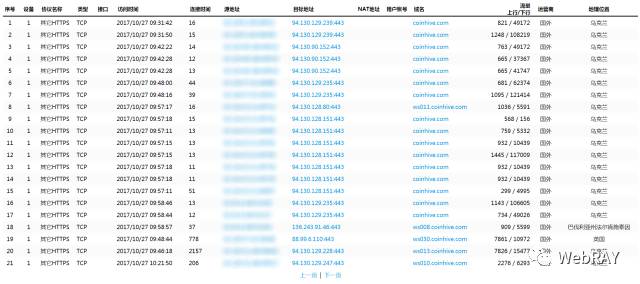 序号 设备 协议名称 类型 接口 访问时间 连接时间 源地址 目标地址 NAT地址 用户账号 域名 流量 上行/下行 运营商 地理位置
1 1 其它HTTPS TCP 2017/10/27 09:31:42 16 94.130.129.239:443 coinhive.com 821 / 49172 国外 乌克兰
2 1 其它HTTPS TCP 2017/10/27 09:31:50 15 94.130.129.239:443 coinhive.com 1248 / 108219 国外 乌克兰
3 1 其它HTTPS TCP 2017/10/27 09:42:22 14 94.130.90.152:443 coinhive.com 763 / 49172 国外 乌克兰
4 1 其它HTTPS TCP 2017/10/27 09:42:28 12 94.130.90.152:443 coinhive.com 665 / 37367 国外 乌克兰
5 1 其它HTTPS TCP 2017/10/27 09:42:28 13 94.130.90.152:443 coinhive.com 665 / 41747 国外 乌克兰
6 1 其它HTTPS TCP 2017/10/27 09:48:00 44 94.130.129.235:443 coinhive.com 681 / 62374 国外 乌克兰
7 1 其它HTTPS TCP 2017/10/27 09:48:16 39 94.130.129.235:443 coinhive.com 1095 / 121414 国外 乌克兰
8 1 其它HTTPS TCP 2017/10/27 09:57:17 16 94.130.128.80:443 ws011.coinhive.com 1036 / 5591 国外 乌克兰
9 1 其它HTTPS TCP 2017/10/27 09:57:18 15 94.130.128.151:443 coinhive.com 568 / 156 国外 乌克兰
10 1 其它HTTPS TCP 2017/10/27 09:57:11 13 94.130.128.151:443 coinhive.com 759 / 5332 国外 乌克兰
11 1 其它HTTPS TCP 2017/10/27 09:57:15 13 94.130.128.151:443 coinhive.com 932 / 10439 国外 乌克兰
12 1 其它HTTPS TCP 2017/10/27 09:57:15 13 94.130.128.151:443 coinhive.com 1445 / 117009 国外 乌克兰
13 1 其它HTTPS TCP 2017/10/27 09:57:18 11 94.130.128.151:443 coinhive.com 932 / 10439 国外 乌克兰
14 1 其它HTTPS TCP 2017/10/27 09:57:18 11 94.130.128.151:443 coinhive.com 932 / 10439 国外 乌克兰
15 1 其它HTTPS TCP 2017/10/27 09:57:11 51 94.130.128.151:443 coinhive.com 299 / 4995 国外 乌克兰
16 1 其它HTTPS TCP 2017/10/27 09:58:46 13 94.130.129.235:443 coinhive.com 1143 / 106605 国外 乌克兰
17 1 其它HTTPS TCP 2017/10/27 09:58:44 12 94.130.129.235:443 coinhive.com 734 / 49026 国外 乌克兰
18 1 其它HTTPS TCP 2017/10/27 09:58:57 37 136.243.91.46:443 ws008.coinhive.com 909 / 5599 国外 巴伐利亚州法尔肯施泰因
19 1 其它HTTPS TCP 2017/10/27 09:48:44 778 88.99.6.110:443 ws030.coinhive.com 7861 / 10972 国外 英国
20 1 其它HTTPS TCP 2017/10/27 09:46:18 2157 94.130.129.228:443 ws013.coinhive.com 7826 / 15477 国外 乌克兰
21 1 其它HTTPS TCP 2017/10/27 10:21:50 206 94.130.129.247:443 ws010.coinhive.com 2276 / 6293 国外 乌克兰
上一页 | 下一页
WebRAY